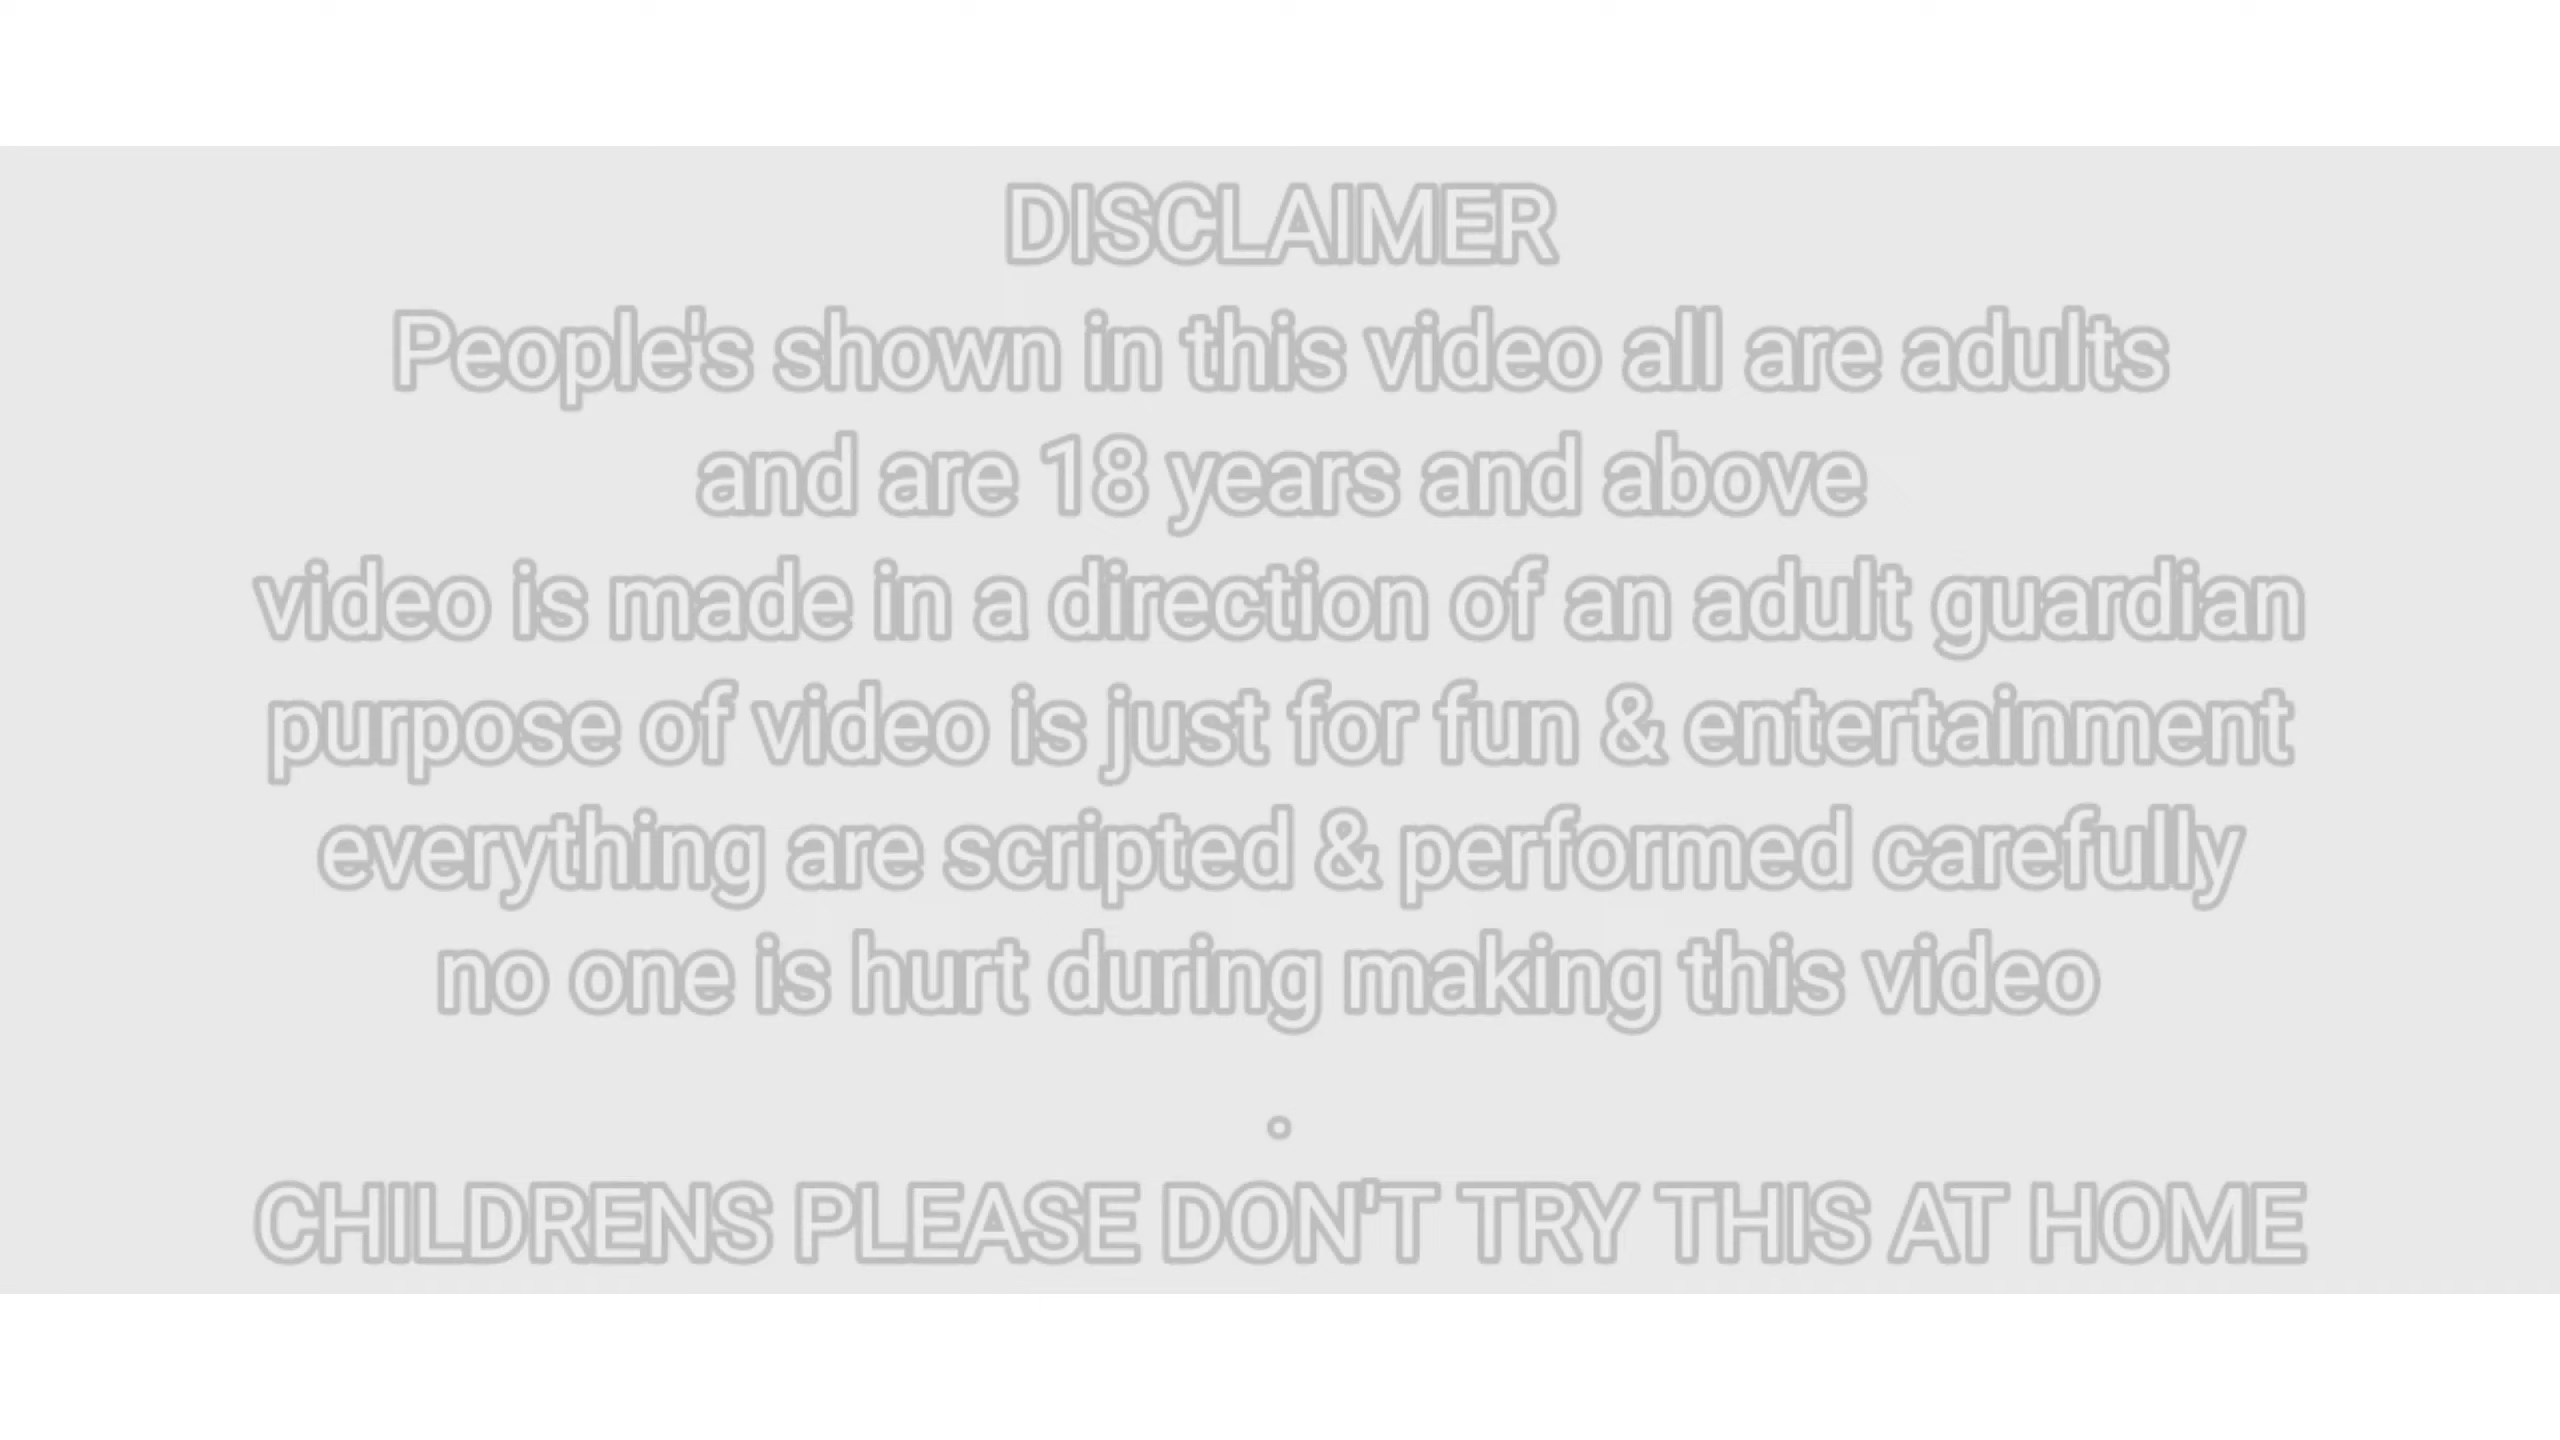 DISCLAIMER
People's shown in this video all are adults
and are 18 years and above
video is made in a direction of an adult guardian
purpose of video is just for fun & entertainment
everything are scripted & performed carefully
no one is hurt during making this video
.
CHILDRENS PLEASE DON'T TRY THIS AT HOME